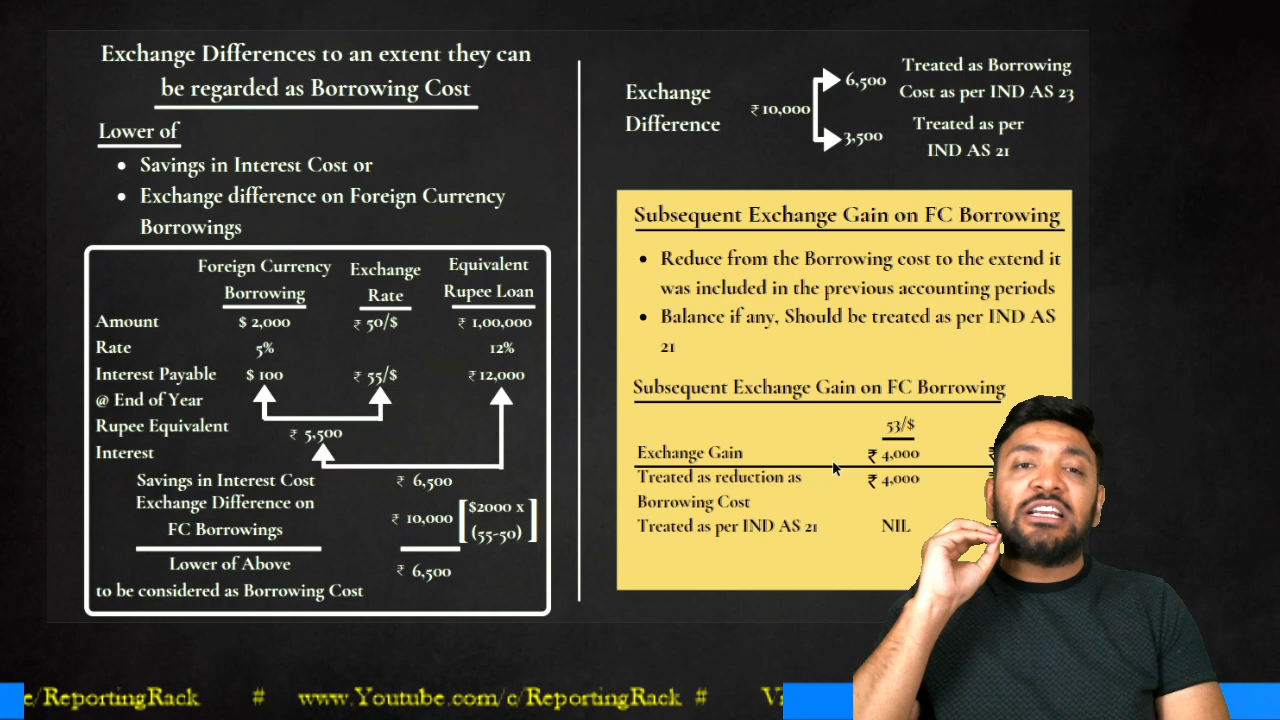 Exchange Differences to an extent they can
be regarded as Borrowing Cost
Lower of
• Savings in Interest Cost or
• Exchange difference on Foreign Currency
Borrowings
Foreign Currency Borrowing Exchange Rate Equivalent Rupee Loan
Amount $ 2,000 ₹ 50/$ ₹ 1,00,000
Rate 5% 12%
Interest Payable $ 100 ₹ 55/$ ₹ 12,000
@ End of Year
Rupee Equivalent ₹ 5,500
Interest
Savings in Interest Cost ₹ 6,500
Exchange Difference on
FC Borrowings ₹ 10,000 [$2000 x (55-50)]
Lower of Above ₹ 6,500
to be considered as Borrowing Cost
Exchange
Difference
₹ 10,000
6,500 Treated as Borrowing
Cost as per IND AS 23
3,500 Treated as per
IND AS 21
Subsequent Exchange Gain on FC Borrowing
• Reduce from the Borrowing cost to the extend it
was included in the previous accounting periods
• Balance if any, Should be treated as per IND AS
21
Subsequent Exchange Gain on FC Borrowing
53/$
Exchange Gain ₹ 4,000
Treated as reduction as ₹ 4,000
Borrowing Cost
Treated as per IND AS 21 NIL
e/ReportingRack # www.Youtube.com/c/ReportingRack #